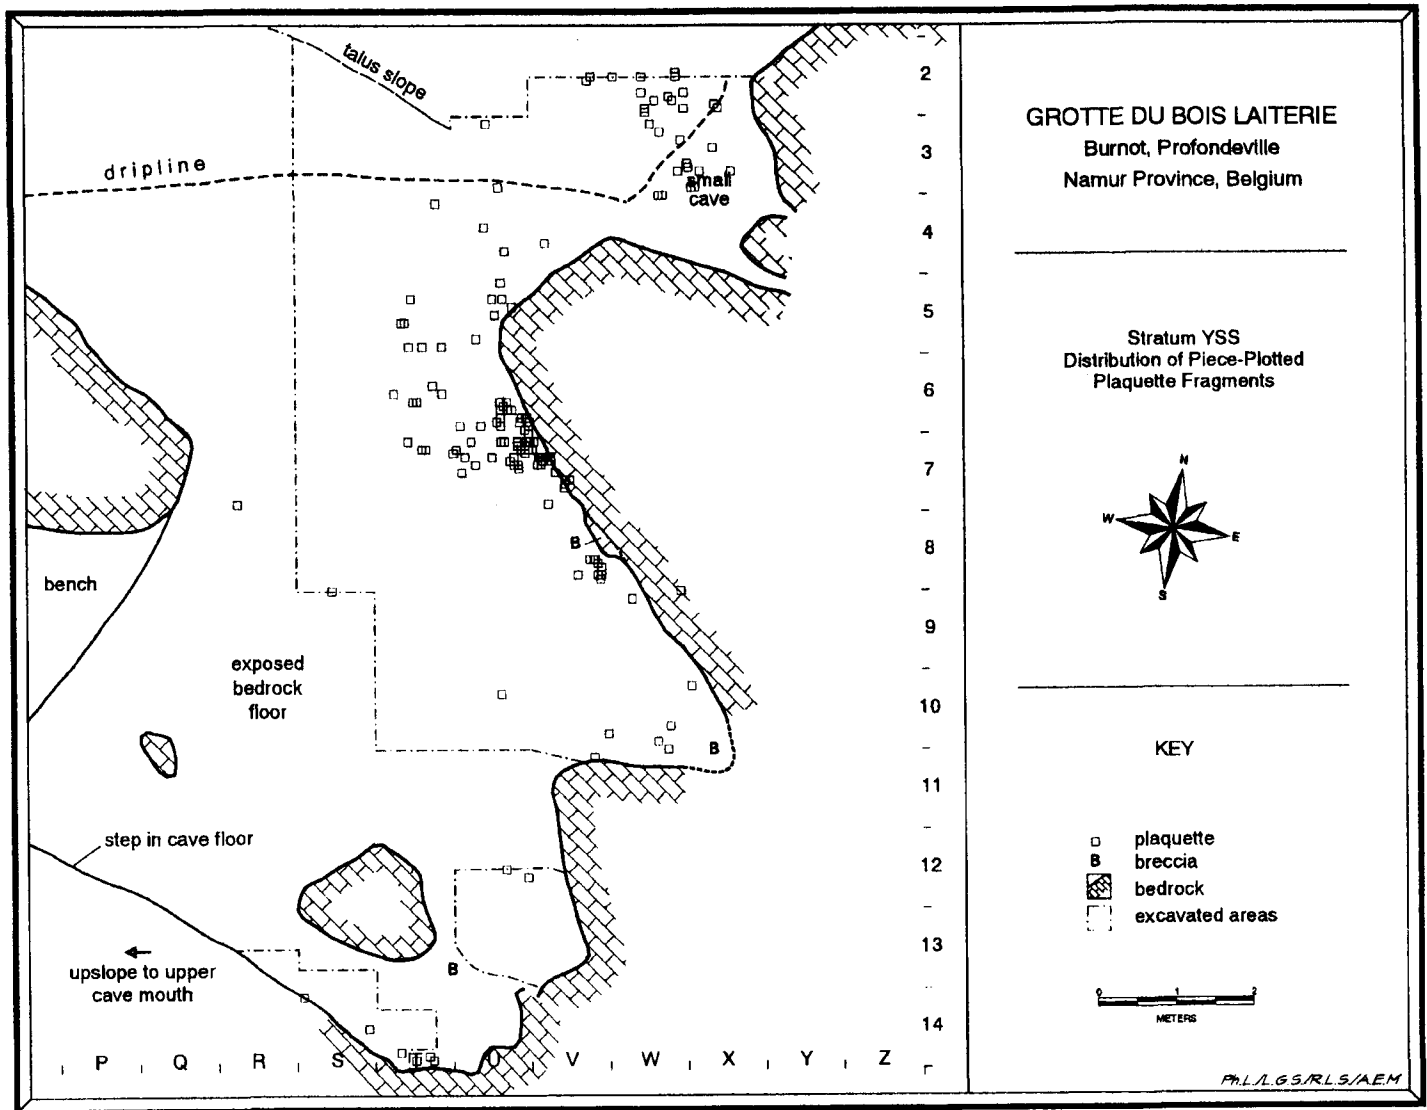 talus slope
dripline
small
cave
2
3
4
5
6
7
8
9
10
11
12
13
14
B
bench
exposed
bedrock
floor
B
step in cave floor
B
upslope to upper
cave mouth
P Q R S T U V W X Y Z
GROTTE DU BOIS LAITERIE
Burnot, Profondeville
Namur Province, Belgium
Stratum YSS
Distribution of Piece-Plotted
Plaquette Fragments
N
W
E
S
KEY
plaquette
B breccia
bedrock
excavated areas
0 1 2
METERS
Ph.L./L.G.S./R.L.S./A.E.M